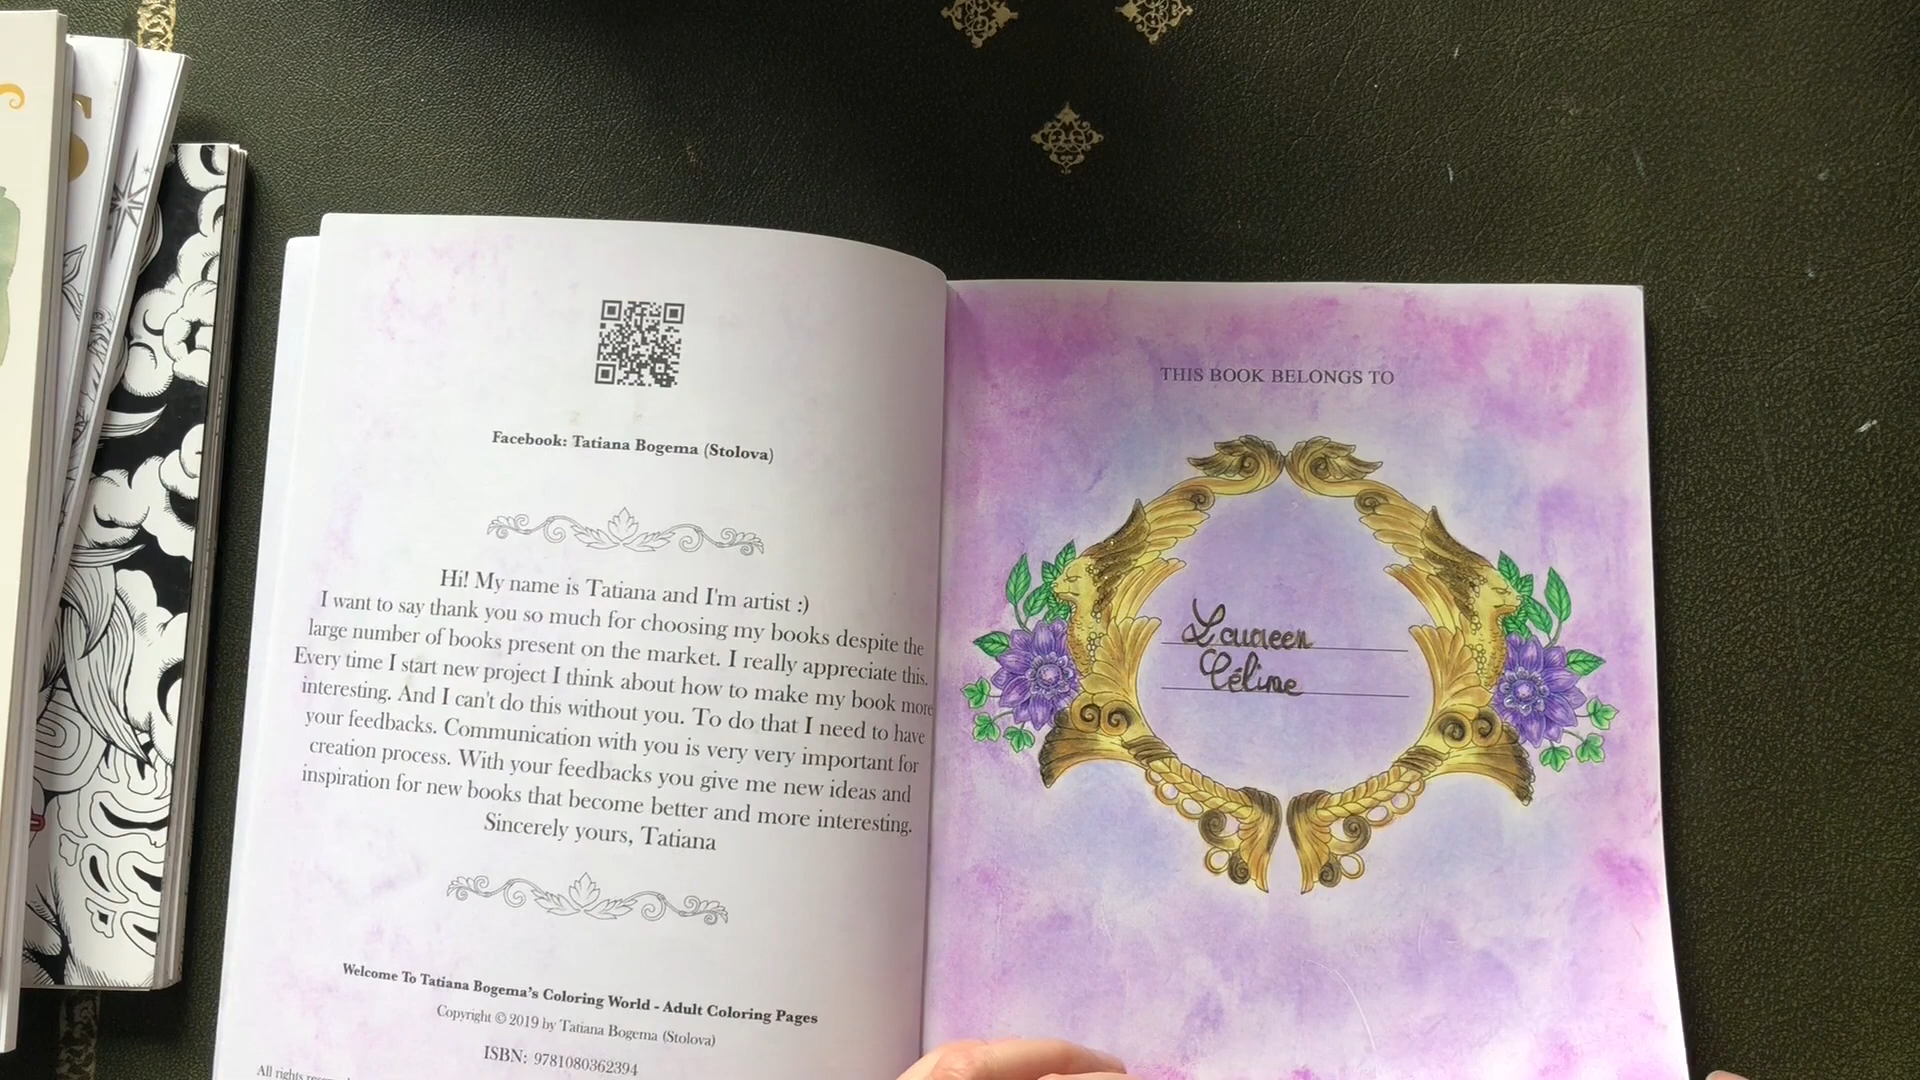 Facebook: Tatiana Bogema (Stolova)
Hi! My name is Tatiana and I'm artist :)
I want to say thank you so much for choosing my books despite the
large number of books present on the market. I really appreciate this.
Every time I start new project I think about how to make my book more
interesting. And I can't do this without you. To do that I need to have
your feedbacks. Communication with you is very very important for
creation process. With your feedbacks you give me new ideas and
inspiration for new books that become better and more interesting.
Sincerely yours, Tatiana
Welcome To Tatiana Bogema's Coloring World - Adult Coloring Pages
Copyright © 2019 by Tatiana Bogema (Stolova)
ISBN: 9781080362394
All rights
THIS BOOK BELONGS TO
Céline